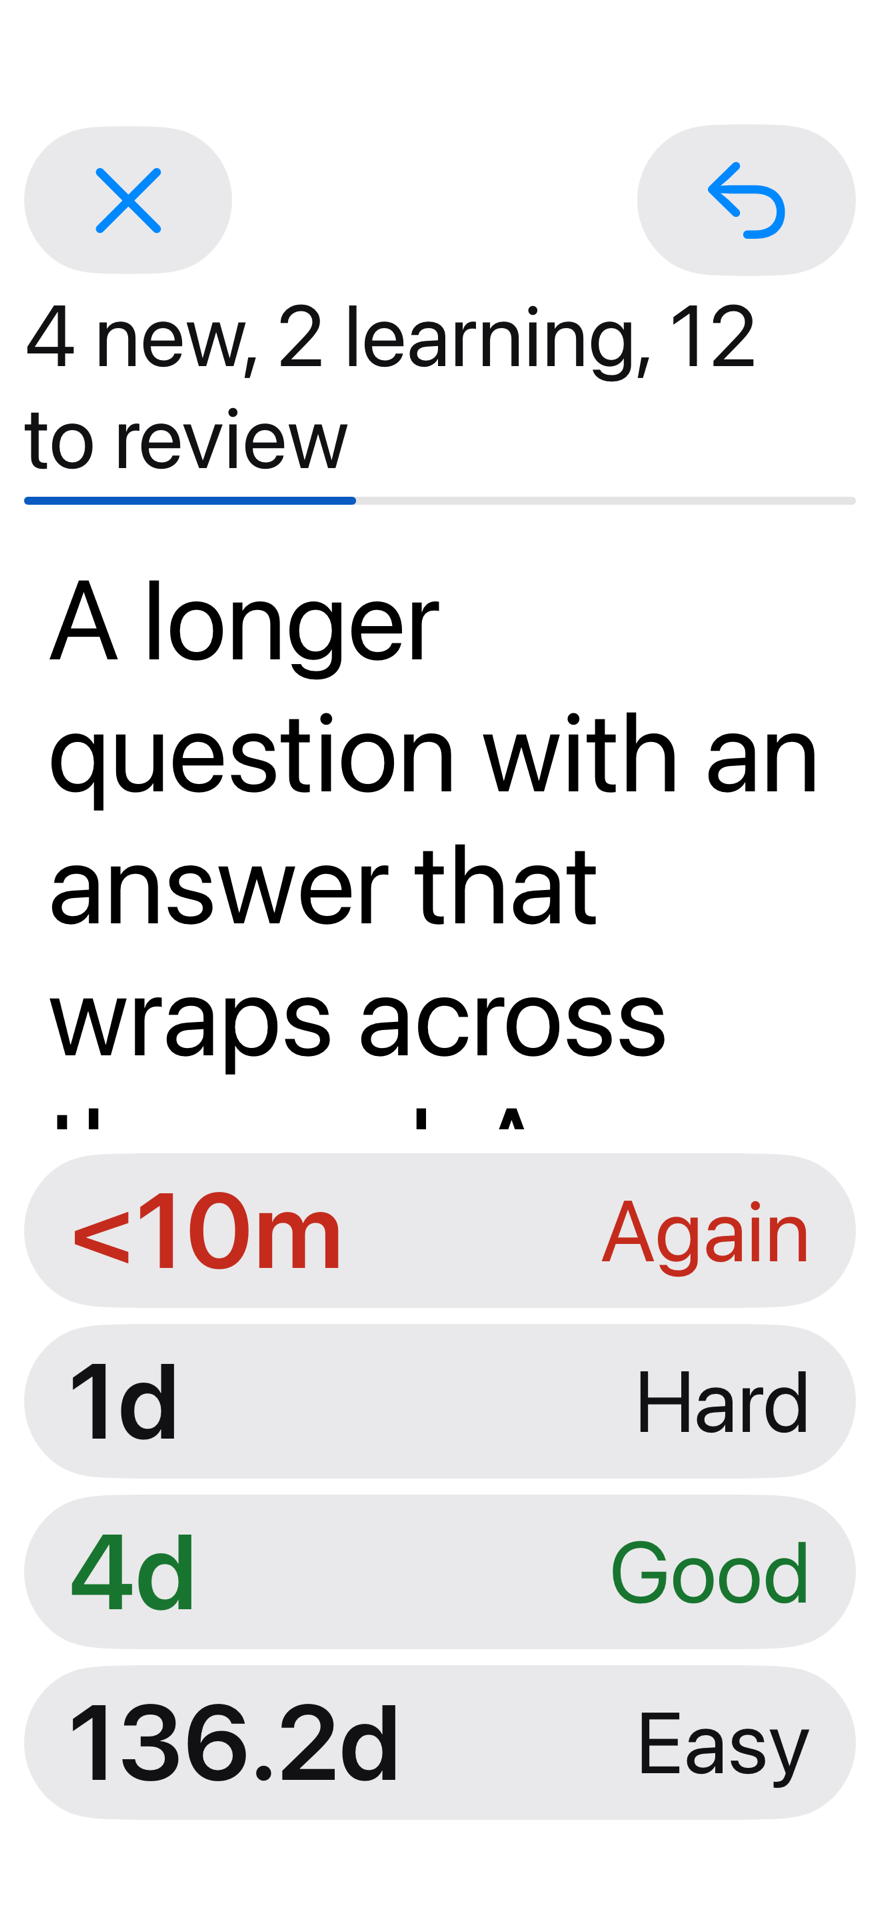 4 new, 2 learning, 12
to review
A longer
question with an
answer that
wraps across
<10m Again
1d Hard
4d Good
136.2d Easy